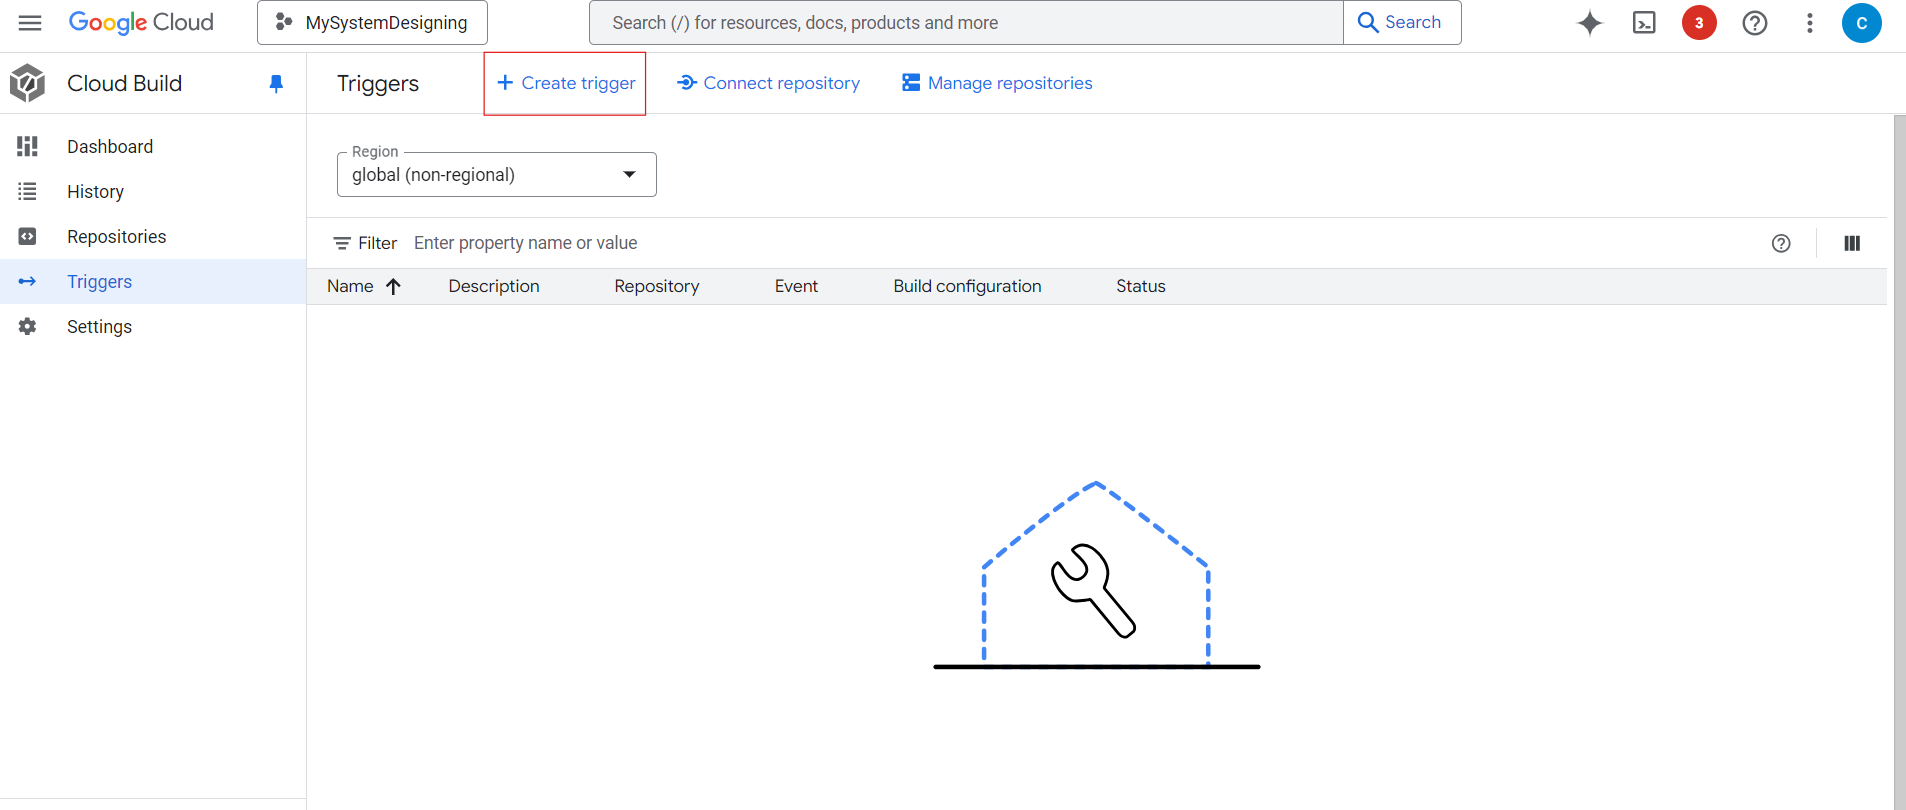 Google Cloud
MySystemDesigning
Search (/) for resources, docs, products and more
Search
3
C
Cloud Build
Triggers
Create trigger
Connect repository
Manage repositories
Dashboard
History
Repositories
Triggers
Settings
Region
global (non-regional)
Filter Enter property name or value
Name Description Repository Event Build configuration Status